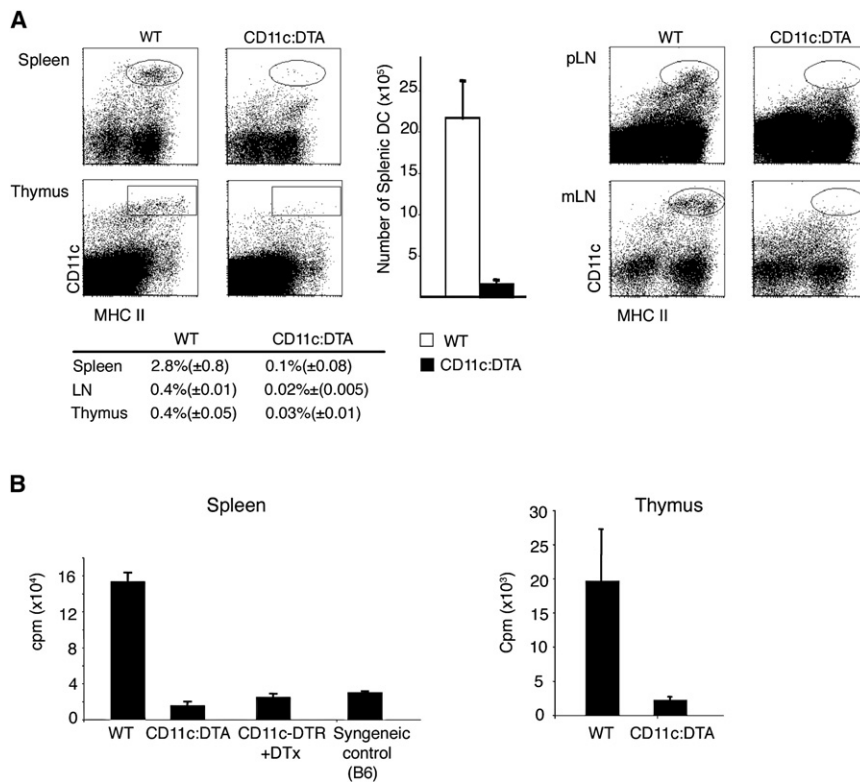 A
WT
CD11c:DTA
Spleen
Thymus
CD11c
MHC II
WT CD11c:DTA
Spleen 2.8%(±0.8) 0.1%(±0.08)
LN 0.4%(±0.01) 0.02%±(0.005)
Thymus 0.4%(±0.05) 0.03%(±0.01)
Number of Splenic DC (x10⁵)
25
20
15
10
5
WT
CD11c:DTA
WT
CD11c:DTA
pLN
mLN
CD11c
MHC II
B
Spleen
cpm (x10⁴)
16
12
8
4
0
WT
CD11c:DTA
CD11c-DTR
+DTx
Syngeneic
control
(B6)
Thymus
Cpm (x10³)
30
25
20
15
10
5
0
WT
CD11c:DTA